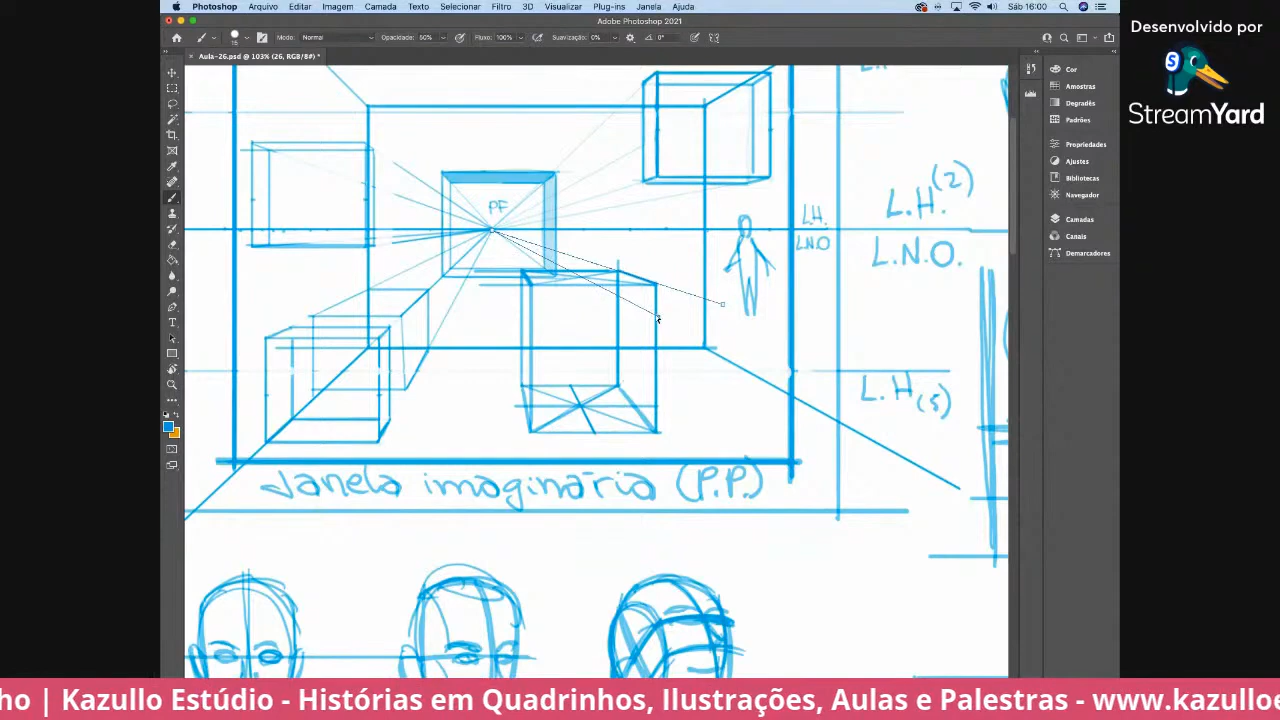 Photoshop Arquivo Editar Imagem Camada Texto Selecionar Filtro 3D Visualizar Plug-ins Janela Ajuda
Sáb 16:00
Adobe Photoshop 2021
15
Modo: Normal
Opacidade: 50%
Fluxo: 100%
Suavização: 0%
0°
Aula-26.psd @ 103% (26, RGB/8#) *
Desenvolvido por
StreamYard
Cor
Amostras
Degradês
Padrões
Propriedades
Ajustes
Bibliotecas
Navegador
Camadas
Canais
Demarcadores
PF
L.H.
L.N.O
L.H.(2)
L.N.O.
L.H(5)
Janela imaginária (P.P.)
ho | Kazullo Estúdio - Histórias em Quadrinhos, Ilustrações, Aulas e Palestras - www.kazulloe